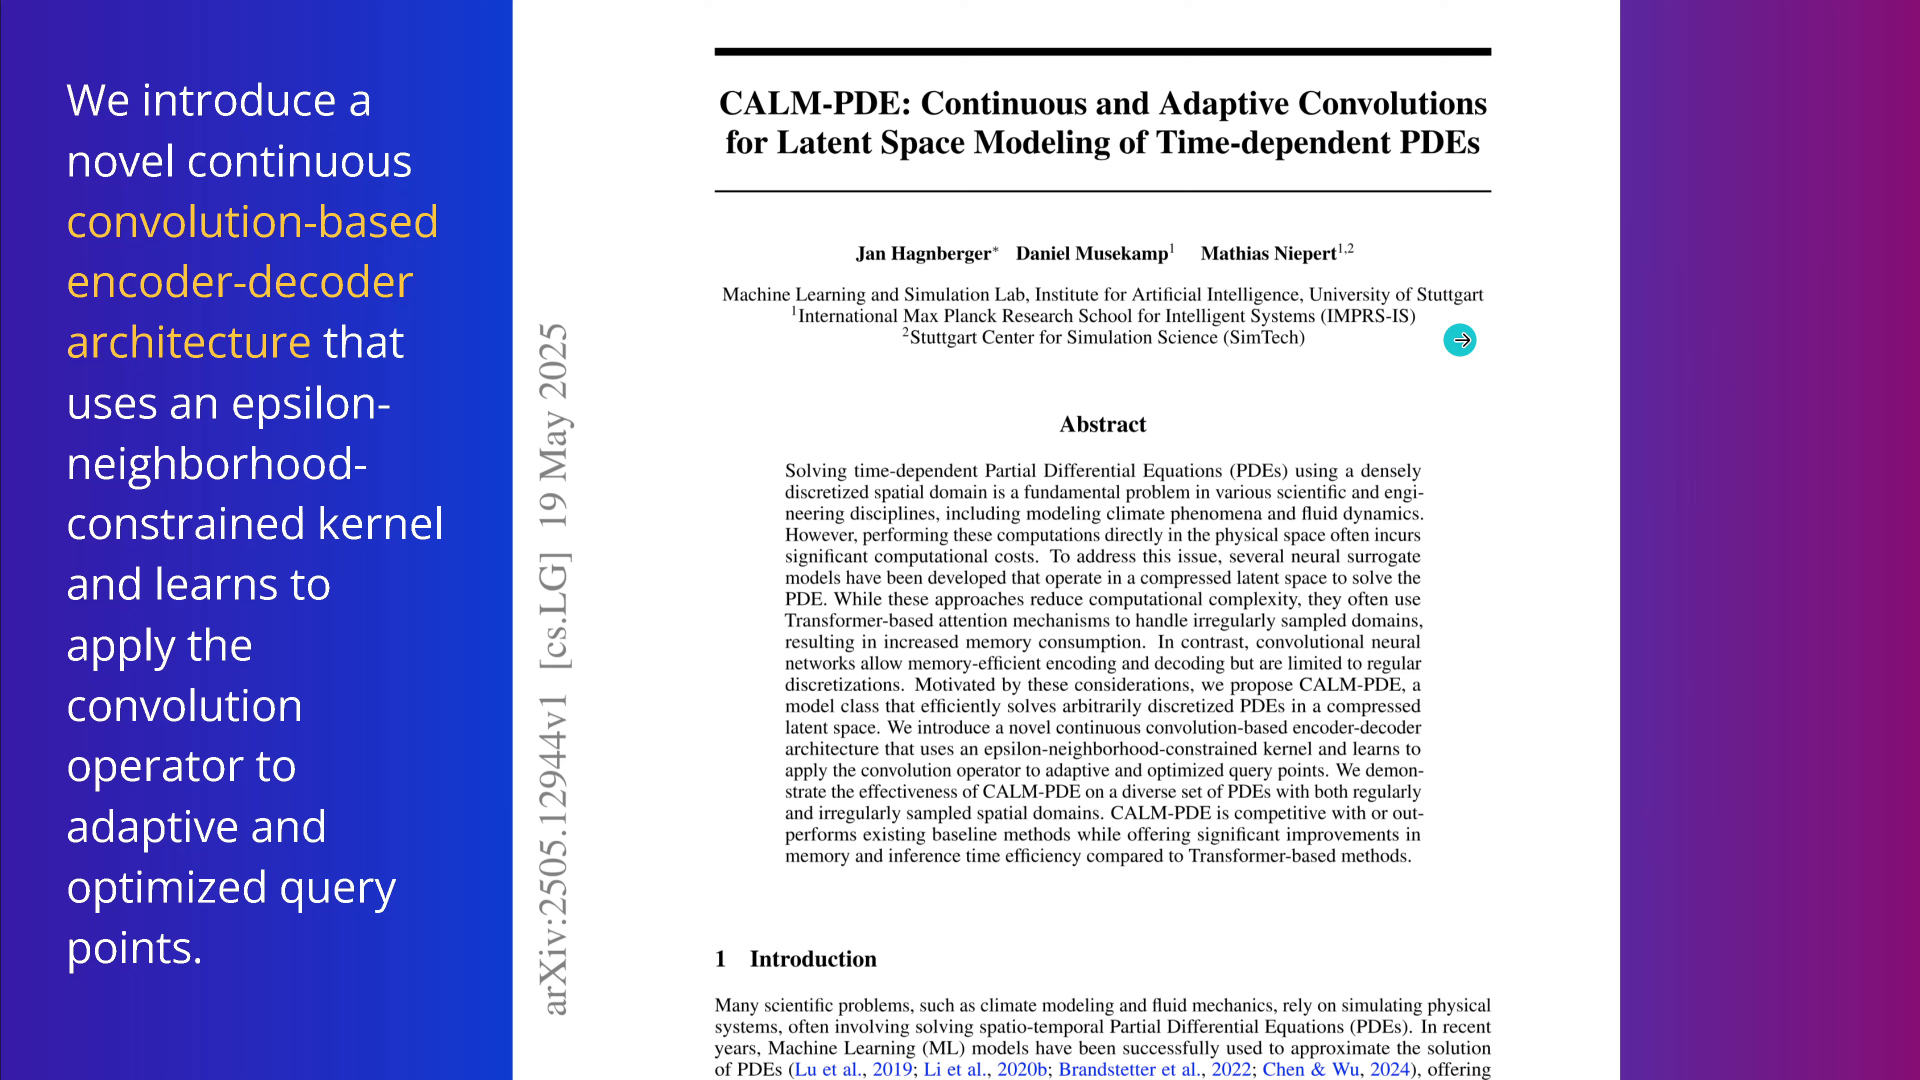 We introduce a
novel continuous
convolution-based
encoder-decoder
architecture that
uses an epsilon-
neighborhood-
constrained kernel
and learns to
apply the
convolution
operator to
adaptive and
optimized query
points.
arXiv:2505.12944v1 [cs.LG] 19 May 2025
CALM-PDE: Continuous and Adaptive Convolutions
for Latent Space Modeling of Time-dependent PDEs
Jan Hagnberger* Daniel Musekamp¹ Mathias Niepert¹,²
Machine Learning and Simulation Lab, Institute for Artificial Intelligence, University of Stuttgart
¹International Max Planck Research School for Intelligent Systems (IMPRS-IS)
²Stuttgart Center for Simulation Science (SimTech)
Abstract
Solving time-dependent Partial Differential Equations (PDEs) using a densely
discretized spatial domain is a fundamental problem in various scientific and engi-
neering disciplines, including modeling climate phenomena and fluid dynamics.
However, performing these computations directly in the physical space often incurs
significant computational costs. To address this issue, several neural surrogate
models have been developed that operate in a compressed latent space to solve the
PDE. While these approaches reduce computational complexity, they often use
Transformer-based attention mechanisms to handle irregularly sampled domains,
resulting in increased memory consumption. In contrast, convolutional neural
networks allow memory-efficient encoding and decoding but are limited to regular
discretizations. Motivated by these considerations, we propose CALM-PDE, a
model class that efficiently solves arbitrarily discretized PDEs in a compressed
latent space. We introduce a novel continuous convolution-based encoder-decoder
architecture that uses an epsilon-neighborhood-constrained kernel and learns to
apply the convolution operator to adaptive and optimized query points. We demon-
strate the effectiveness of CALM-PDE on a diverse set of PDEs with both regularly
and irregularly sampled spatial domains. CALM-PDE is competitive with or out-
performs existing baseline methods while offering significant improvements in
memory and inference time efficiency compared to Transformer-based methods.
1 Introduction
Many scientific problems, such as climate modeling and fluid mechanics, rely on simulating physical
systems, often involving solving spatio-temporal Partial Differential Equations (PDEs). In recent
years, Machine Learning (ML) models have been successfully used to approximate the solution
of PDEs (Lu et al., 2019; Li et al., 2020b; Brandstetter et al., 2022; Chen & Wu, 2024), offering